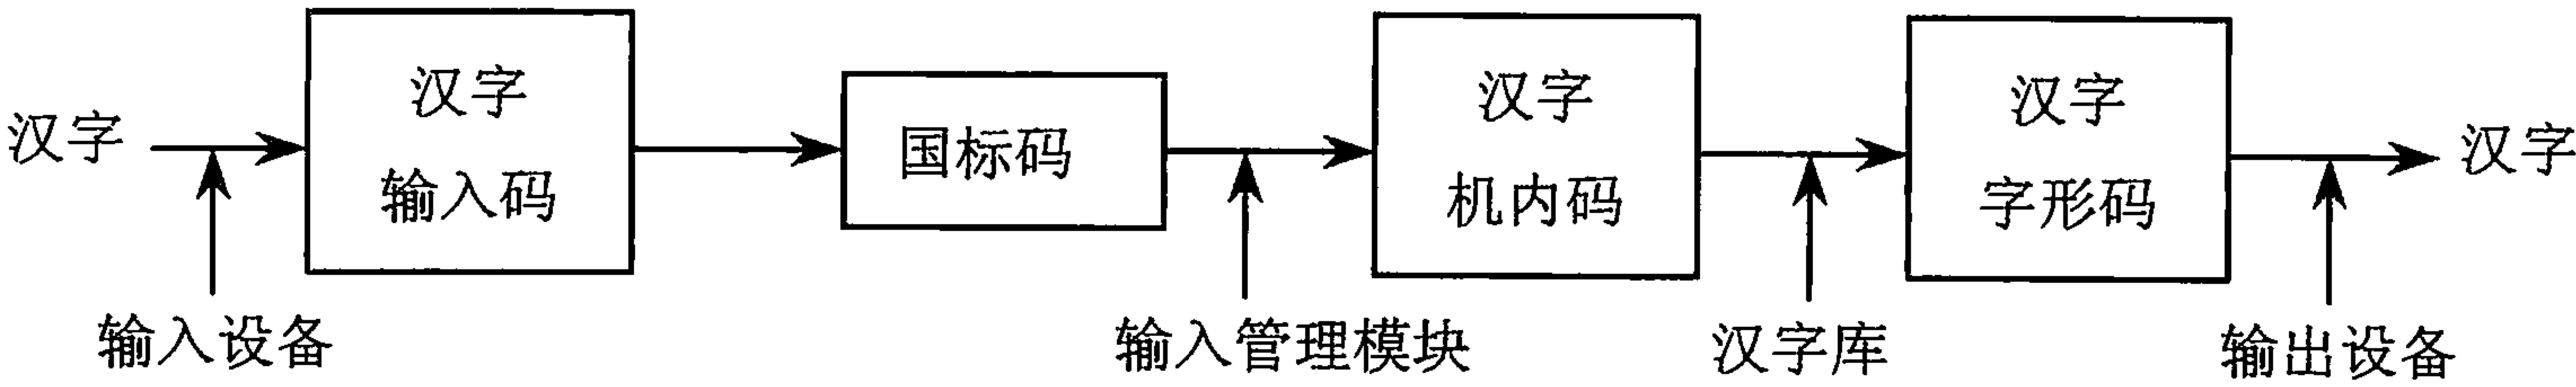 汉字
汉字
输入码
国标码
汉字
机内码
汉字
字形码
汉字
输入设备
输入管理模块
汉字库
输出设备